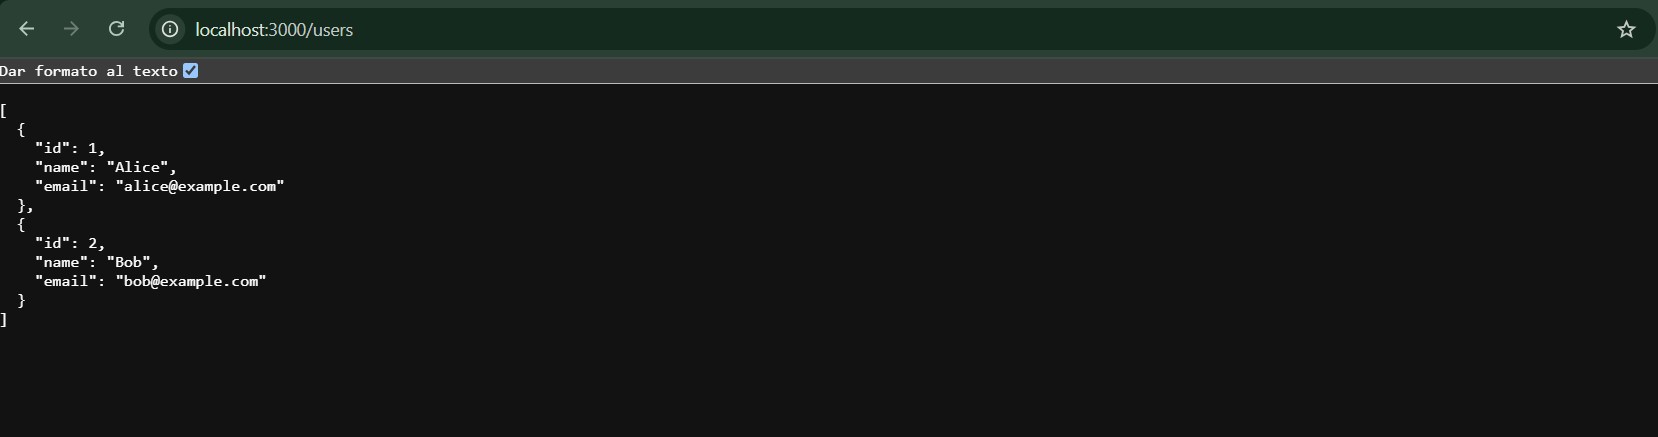 localhost:3000/users
Dar formato al texto
[
  {
    "id": 1,
    "name": "Alice",
    "email": "alice@example.com"
  },
  {
    "id": 2,
    "name": "Bob",
    "email": "bob@example.com"
  }
]